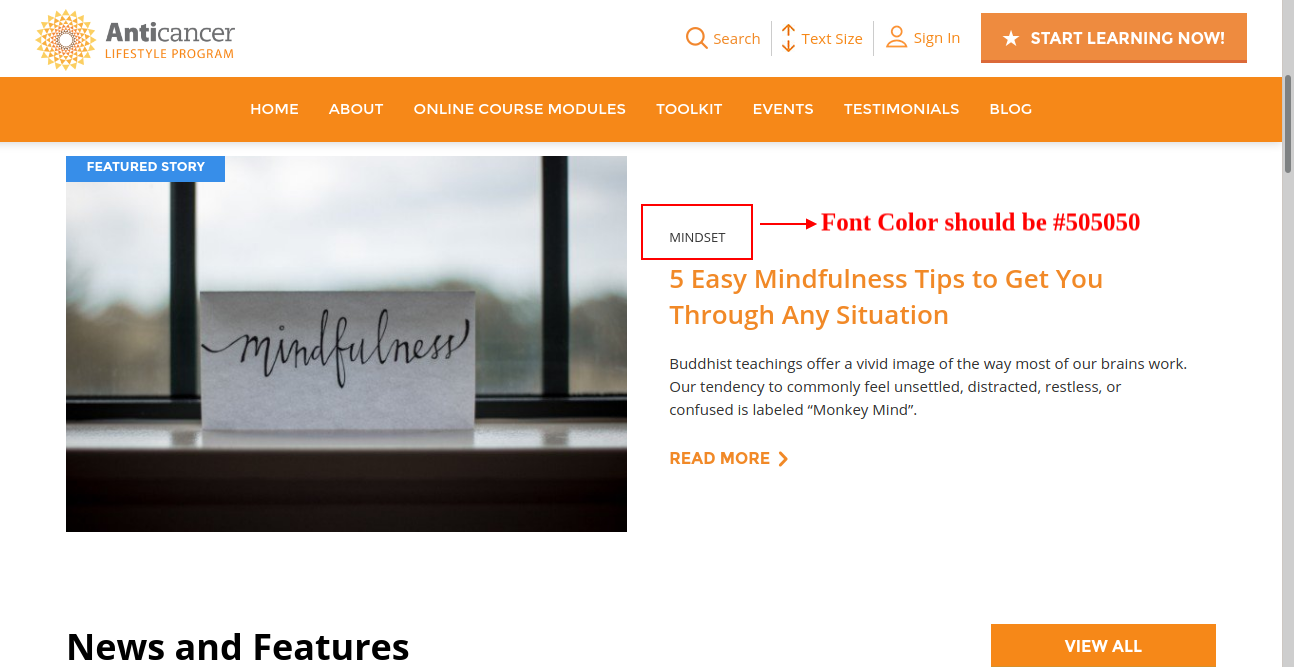 Anticancer
LIFESTYLE PROGRAM
Search
Text Size
Sign In
★ START LEARNING NOW!
HOME ABOUT ONLINE COURSE MODULES TOOLKIT EVENTS TESTIMONIALS BLOG
FEATURED STORY
mindfulness
MINDSET
Font Color should be #505050
5 Easy Mindfulness Tips to Get You
Through Any Situation
Buddhist teachings offer a vivid image of the way most of our brains work.
Our tendency to commonly feel unsettled, distracted, restless, or
confused is labeled “Monkey Mind”.
READ MORE
News and Features
VIEW ALL